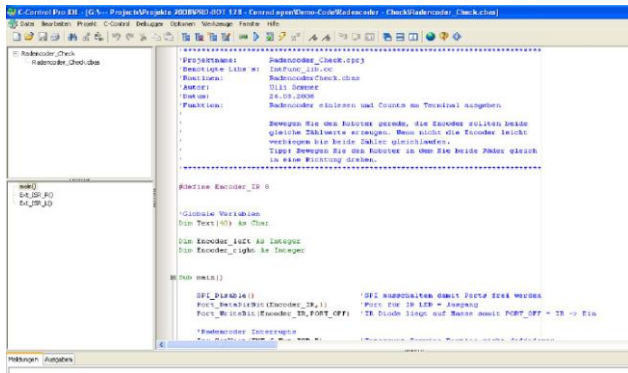 C-Control Pro IDE - [G:\--- Projects\Projekte 2008\PRO-BOT 128 - Conrad open\Demo-Code\Radencoder - Check\Radencoder_Check.cbas]
Datei Bearbeiten Projekt C-Control Debugger Optionen Werkzeuge Fenster Hilfe
Radencoder_Check
Radencoder_Check.cbas
main()
Ext_ISR_R()
Ext_ISR_L()
'Projektname: Radencoder_Check.cprj
'Benötigte Libs's: IntFunc_lib.cc
'Routinen: RadencoderCheck.cbas
'Autor: Ulli Sommer
'Datum: 26.05.2008
'Funktion: Radencoder einlesen und Counts am Terminal ausgeben
'
' Bewegen Sie den Roboter gerade, die Encoder sollten beide
' gleiche Zählwerte erzeugen. Wenn nicht die Encoder leicht
' verbiegen bis beide Zähler gleichlaufen.
' Tipp: Bewegen Sie den Roboter in dem Sie beide Räder gleich
' in eine Richtung drehen.
#define Encoder_IR 6
'Globale Variablen
Dim Text(40) As Char
Dim Encoder_left As Integer
Dim Encoder_right As Integer
Sub main()
SPI_Disable() 'SPI ausschalten damit Ports frei werden
Port_DataDirBit(Encoder_IR,1) 'Port für IR LED = Ausgang
Port_WriteBit(Encoder_IR,PORT_OFF) 'IR Diode liegt auf Masse somit PORT_OFF = IR -> Ein
'Radencoder Interrupts
Meldungen Ausgaben